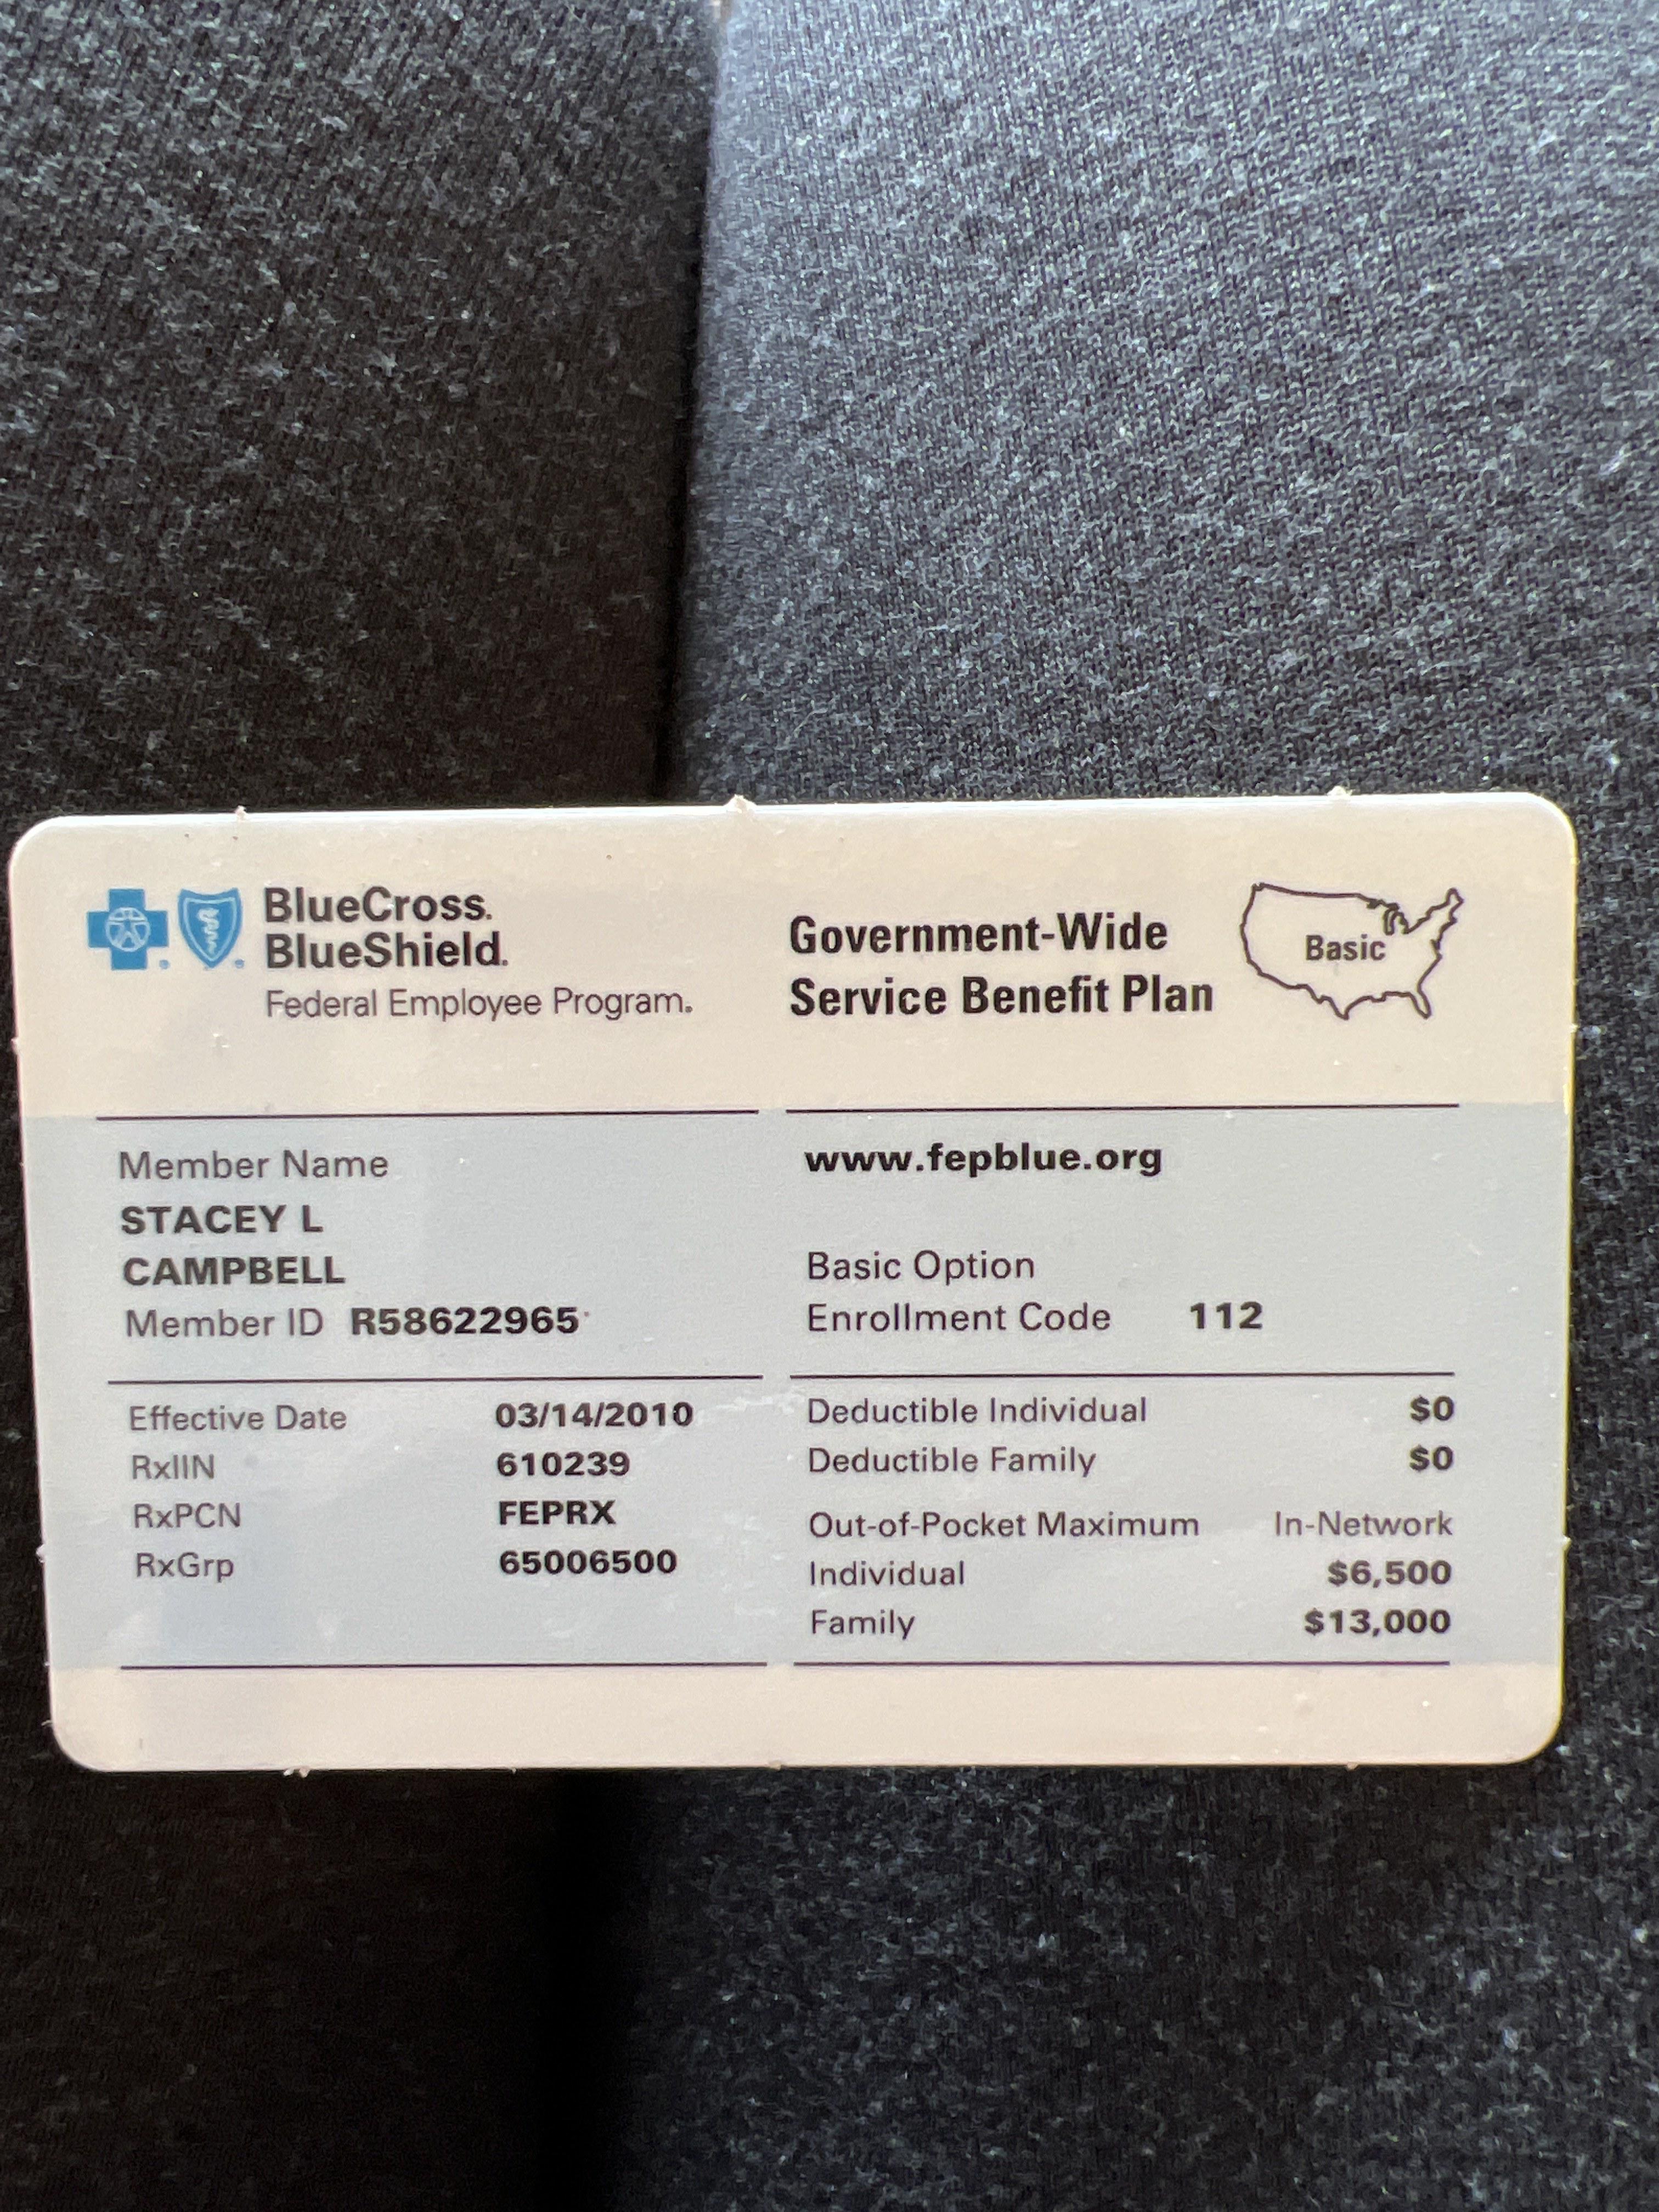 BlueCross.
BlueShield.
Federal Employee Program.
Government-Wide
Service Benefit Plan
Basic
Member Name
STACEY L
CAMPBELL
Member ID R58622965
www.fepblue.org
Basic Option
Enrollment Code 112
Effective Date 03/14/2010
RxIIN 610239
RxPCN FEPRX
RxGrp 65006500
Deductible Individual $0
Deductible Family $0
Out-of-Pocket Maximum In-Network
Individual $6,500
Family $13,000